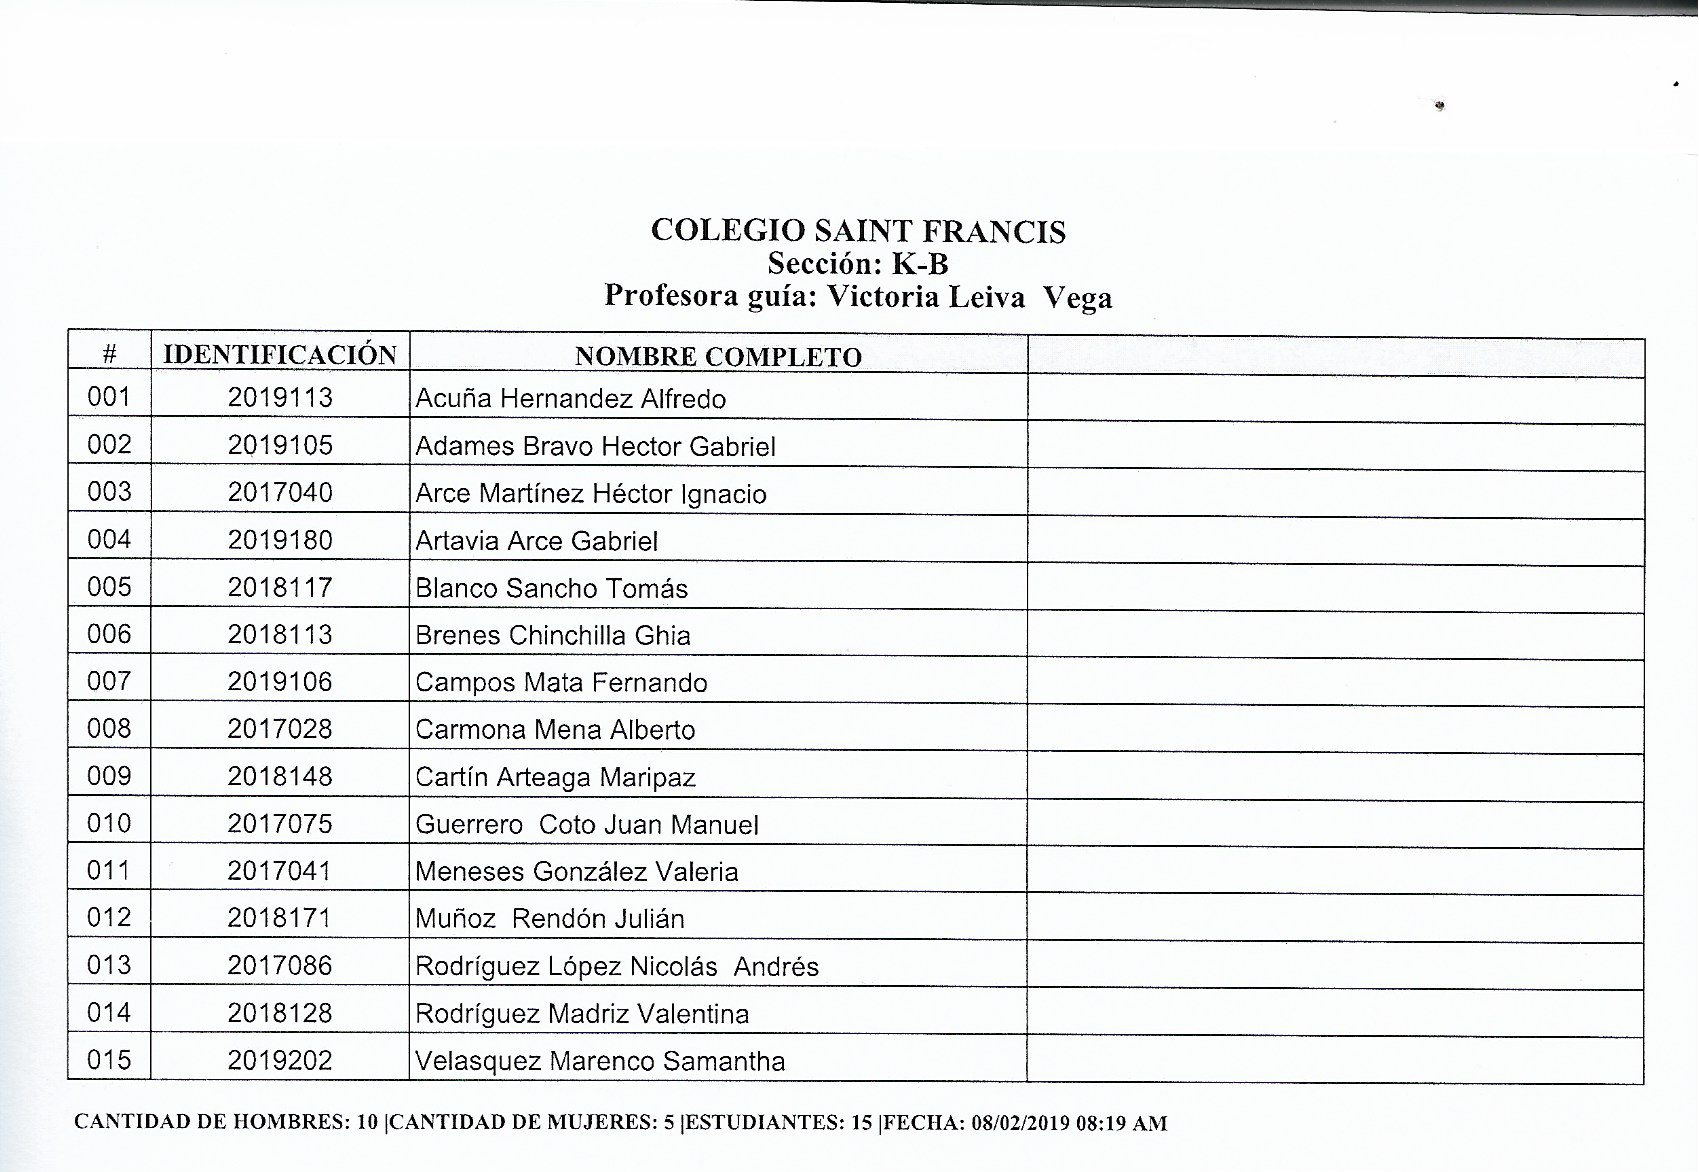 COLEGIO SAINT FRANCIS
Sección: K-B
Profesora guía: Victoria Leiva  Vega
# IDENTIFICACIÓN NOMBRE COMPLETO
001 2019113 Acuña Hernandez Alfredo
002 2019105 Adames Bravo Hector Gabriel
003 2017040 Arce Martínez Héctor Ignacio
004 2019180 Artavia Arce Gabriel
005 2018117 Blanco Sancho Tomás
006 2018113 Brenes Chinchilla Ghia
007 2019106 Campos Mata Fernando
008 2017028 Carmona Mena Alberto
009 2018148 Cartín Arteaga Maripaz
010 2017075 Guerrero  Coto Juan Manuel
011 2017041 Meneses González Valeria
012 2018171 Muñoz  Rendón Julián
013 2017086 Rodríguez López Nicolás  Andrés
014 2018128 Rodríguez Madriz Valentina
015 2019202 Velasquez Marenco Samantha
CANTIDAD DE HOMBRES: 10 |CANTIDAD DE MUJERES: 5 |ESTUDIANTES: 15 |FECHA: 08/02/2019 08:19 AM